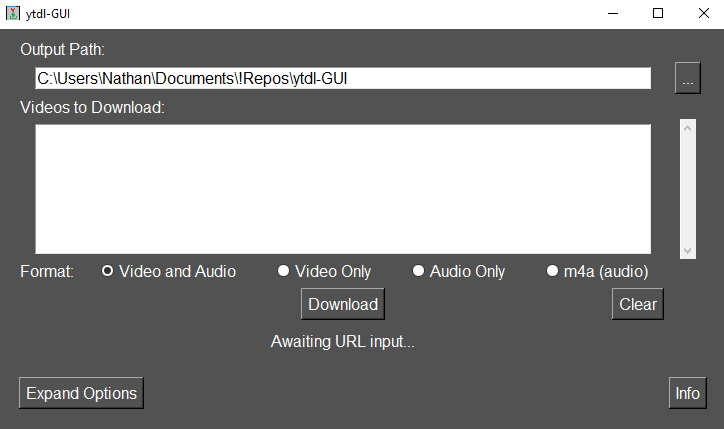 ytdl-GUI
Output Path:
C:\Users\Nathan\Documents\!Repos\ytdl-GUI
...
Videos to Download:
Format: Video and Audio Video Only Audio Only m4a (audio)
Download Clear
Awaiting URL input...
Expand Options Info